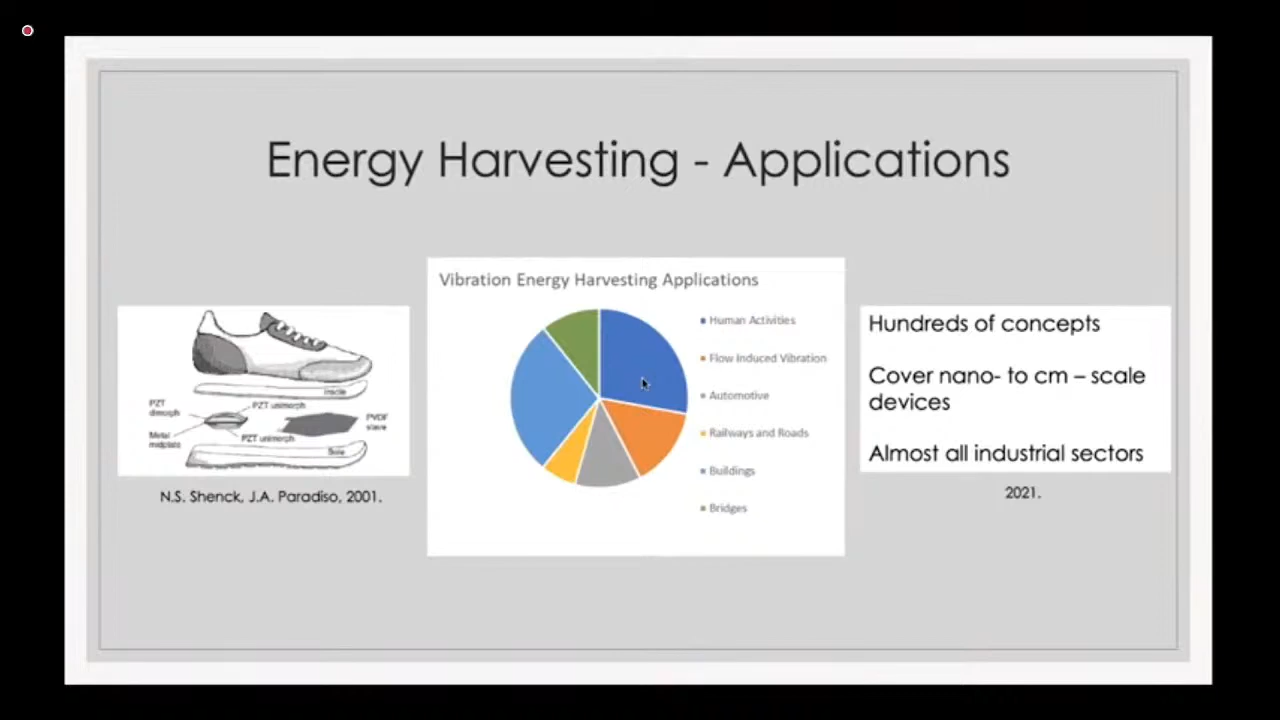 Energy Harvesting - Applications
Insole
PZT
dimorph
PZT unimorph
Metal
midplate
PZT unimorph
PVDF
stave
Sole
N.S. Shenck, J.A. Paradiso, 2001.
Vibration Energy Harvesting Applications
Human Activities
Flow Induced Vibration
Automotive
Railways and Roads
Buildings
Bridges
Hundreds of concepts
Cover nano- to cm – scale
devices
Almost all industrial sectors
2021.